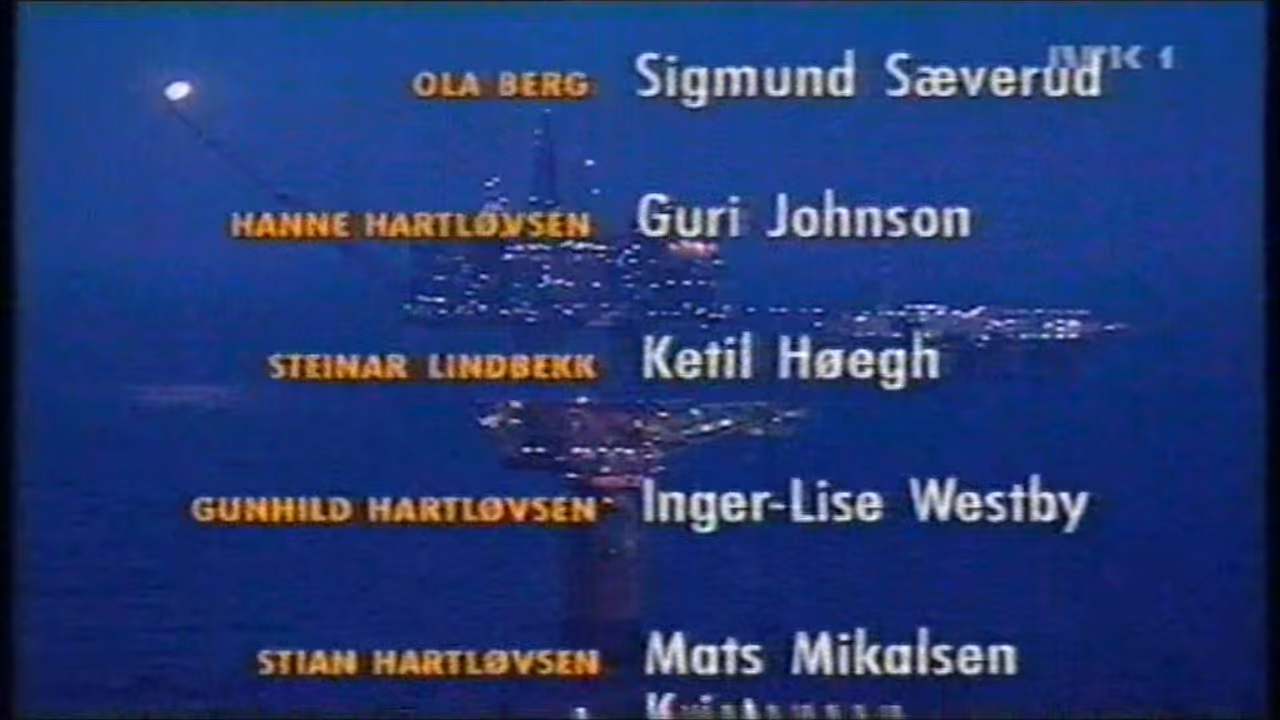 NRK 1
OLA BERG Sigmund Sæverud
HANNE HARTLØVSEN Guri Johnson
STEINAR LINDBEKK Ketil Høegh
GUNHILD HARTLØVSEN Inger-Lise Westby
STIAN HARTLØVSEN Mats Mikalsen